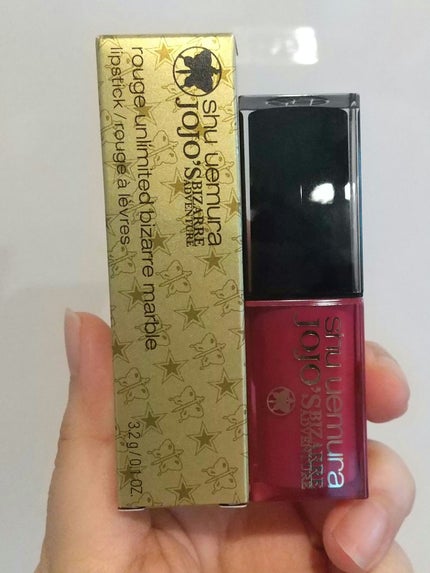 shu uemura
JOJO'S BIZARRE
ADVENTURE
rouge unlimited bizarre marble
lipstick / rouge à lèvres
3.2 g / 0.1 OZ.
shu uemura
JOJO'S BIZARRE
ADVENTURE